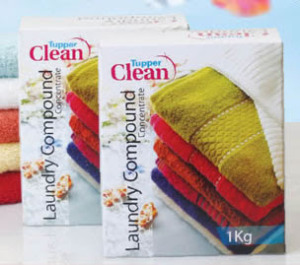 Tupper
Clean
Laundry Compound
Concentrate
Tupper
Clean
Laundry Compound
Concentrate
1Kg